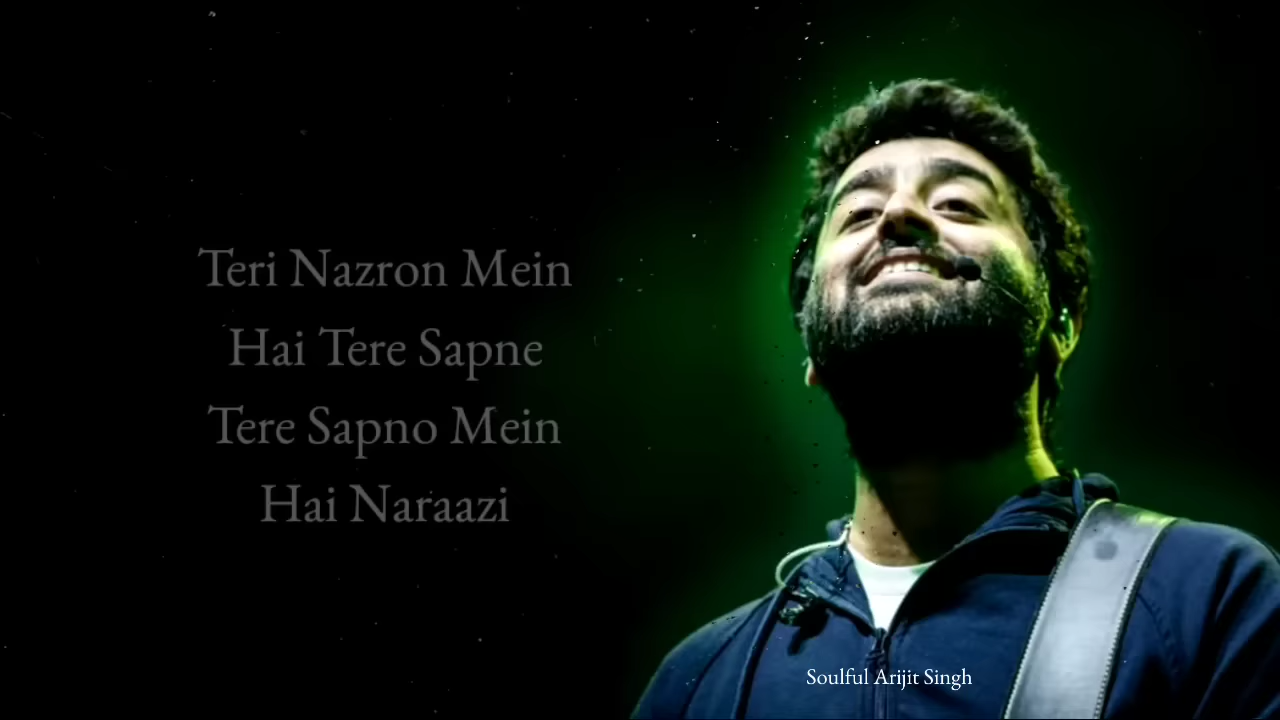 Teri Nazron Mein
Hai Tere Sapne
Tere Sapno Mein
Hai Naraazi
Soulful Arijit Singh